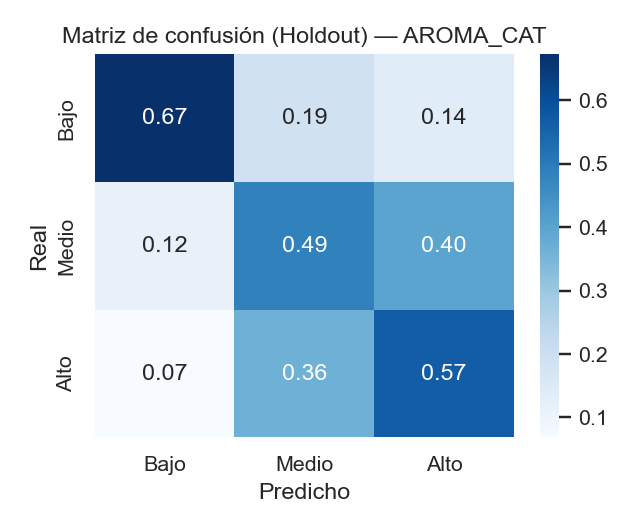 Matriz de confusión (Holdout) — AROMA_CAT
Real
Bajo
0.67 0.19 0.14
Medio
0.12 0.49 0.40
Alto
0.07 0.36 0.57
Bajo Medio Alto
Predicho
0.6
0.5
0.4
0.3
0.2
0.1